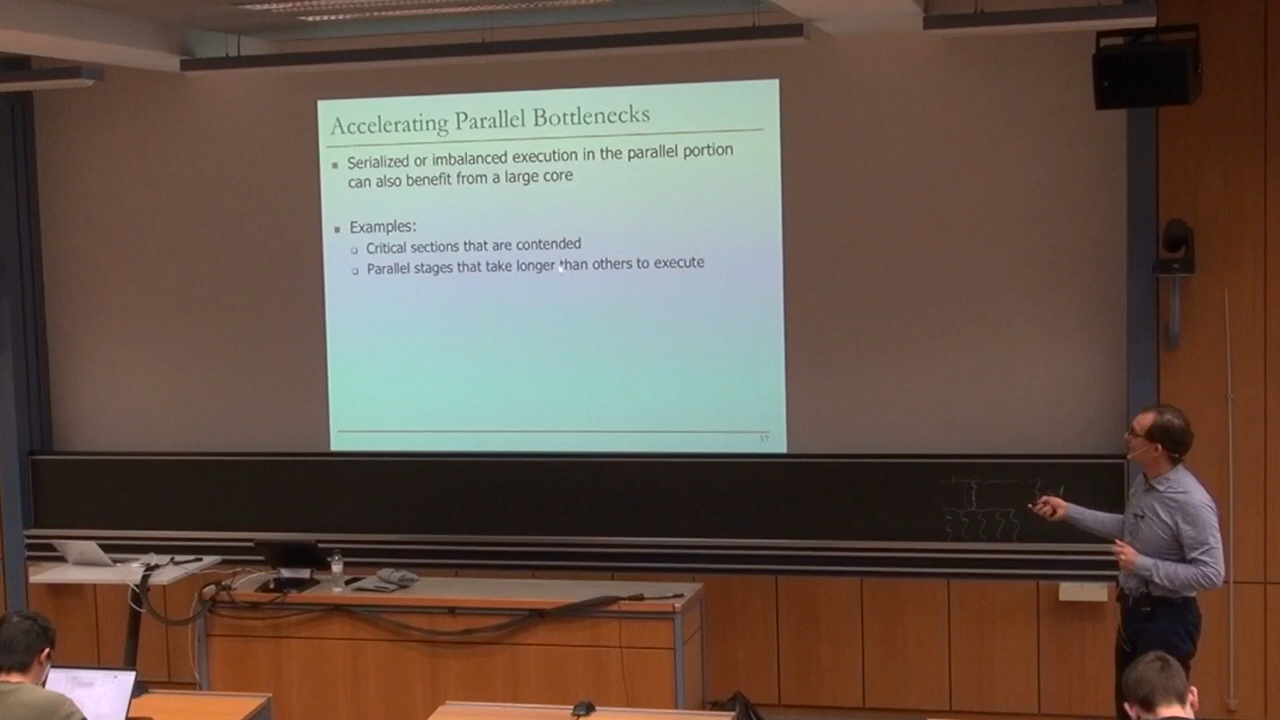 Accelerating Parallel Bottlenecks
Serialized or imbalanced execution in the parallel portion
can also benefit from a large core
Examples:
Critical sections that are contended
Parallel stages that take longer than others to execute
37